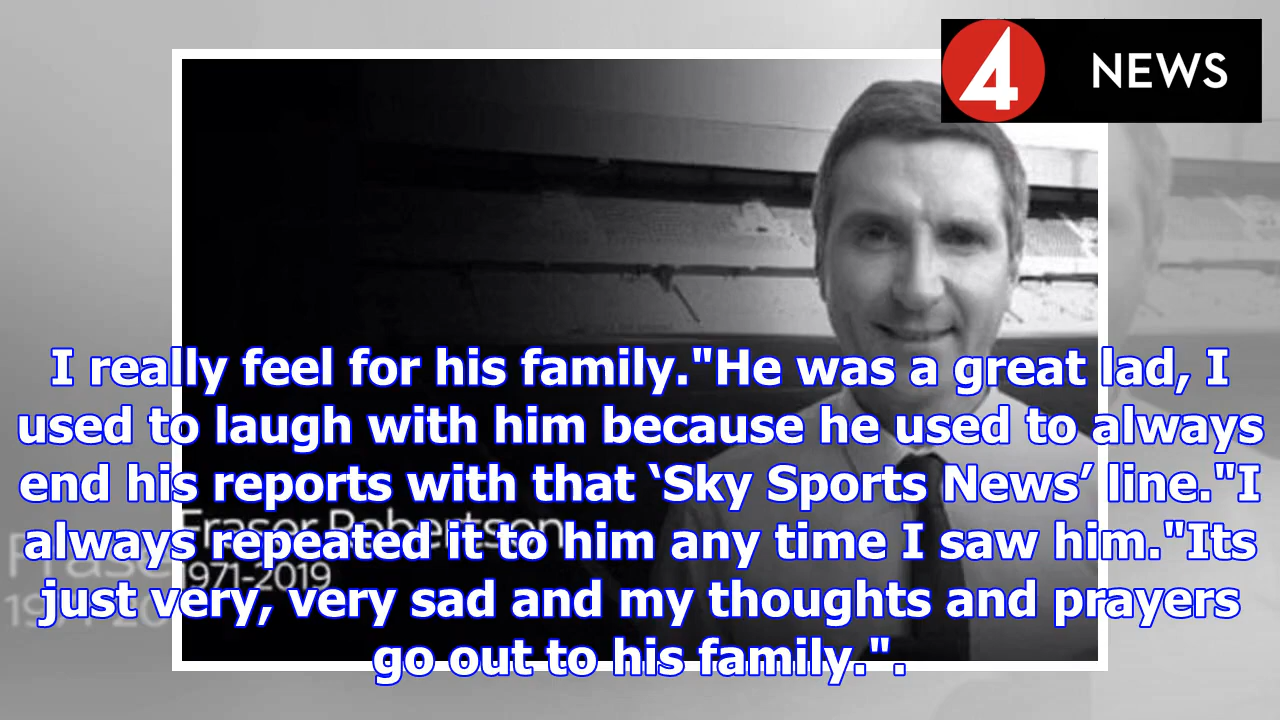 4 NEWS
I really feel for his family."He was a great lad, I
used to laugh with him because he used to always
end his reports with that ‘Sky Sports News’ line."I
always repeated it to him any time I saw him."Its
just very, very sad and my thoughts and prayers
go out to his family.".
Fraser Robertson
1971-2019